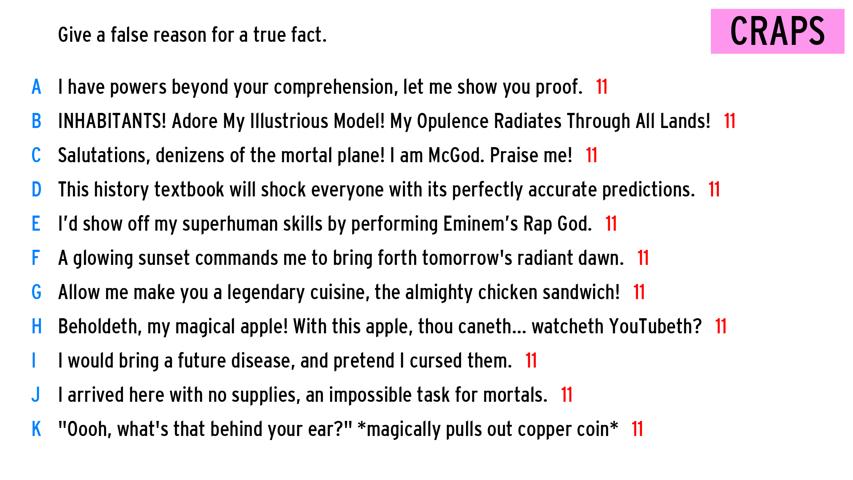 Give a false reason for a true fact.
CRAPS
A I have powers beyond your comprehension, let me show you proof. 11
B INHABITANTS! Adore My Illustrious Model! My Opulence Radiates Through All Lands! 11
C Salutations, denizens of the mortal plane! I am McGod. Praise me! 11
D This history textbook will shock everyone with its perfectly accurate predictions. 11
E I'd show off my superhuman skills by performing Eminem's Rap God. 11
F A glowing sunset commands me to bring forth tomorrow's radiant dawn. 11
G Allow me make you a legendary cuisine, the almighty chicken sandwich! 11
H Beholdeth, my magical apple! With this apple, thou caneth... watcheth YouTubeth? 11
I I would bring a future disease, and pretend I cursed them. 11
J I arrived here with no supplies, an impossible task for mortals. 11
K "Oooh, what's that behind your ear?" *magically pulls out copper coin* 11